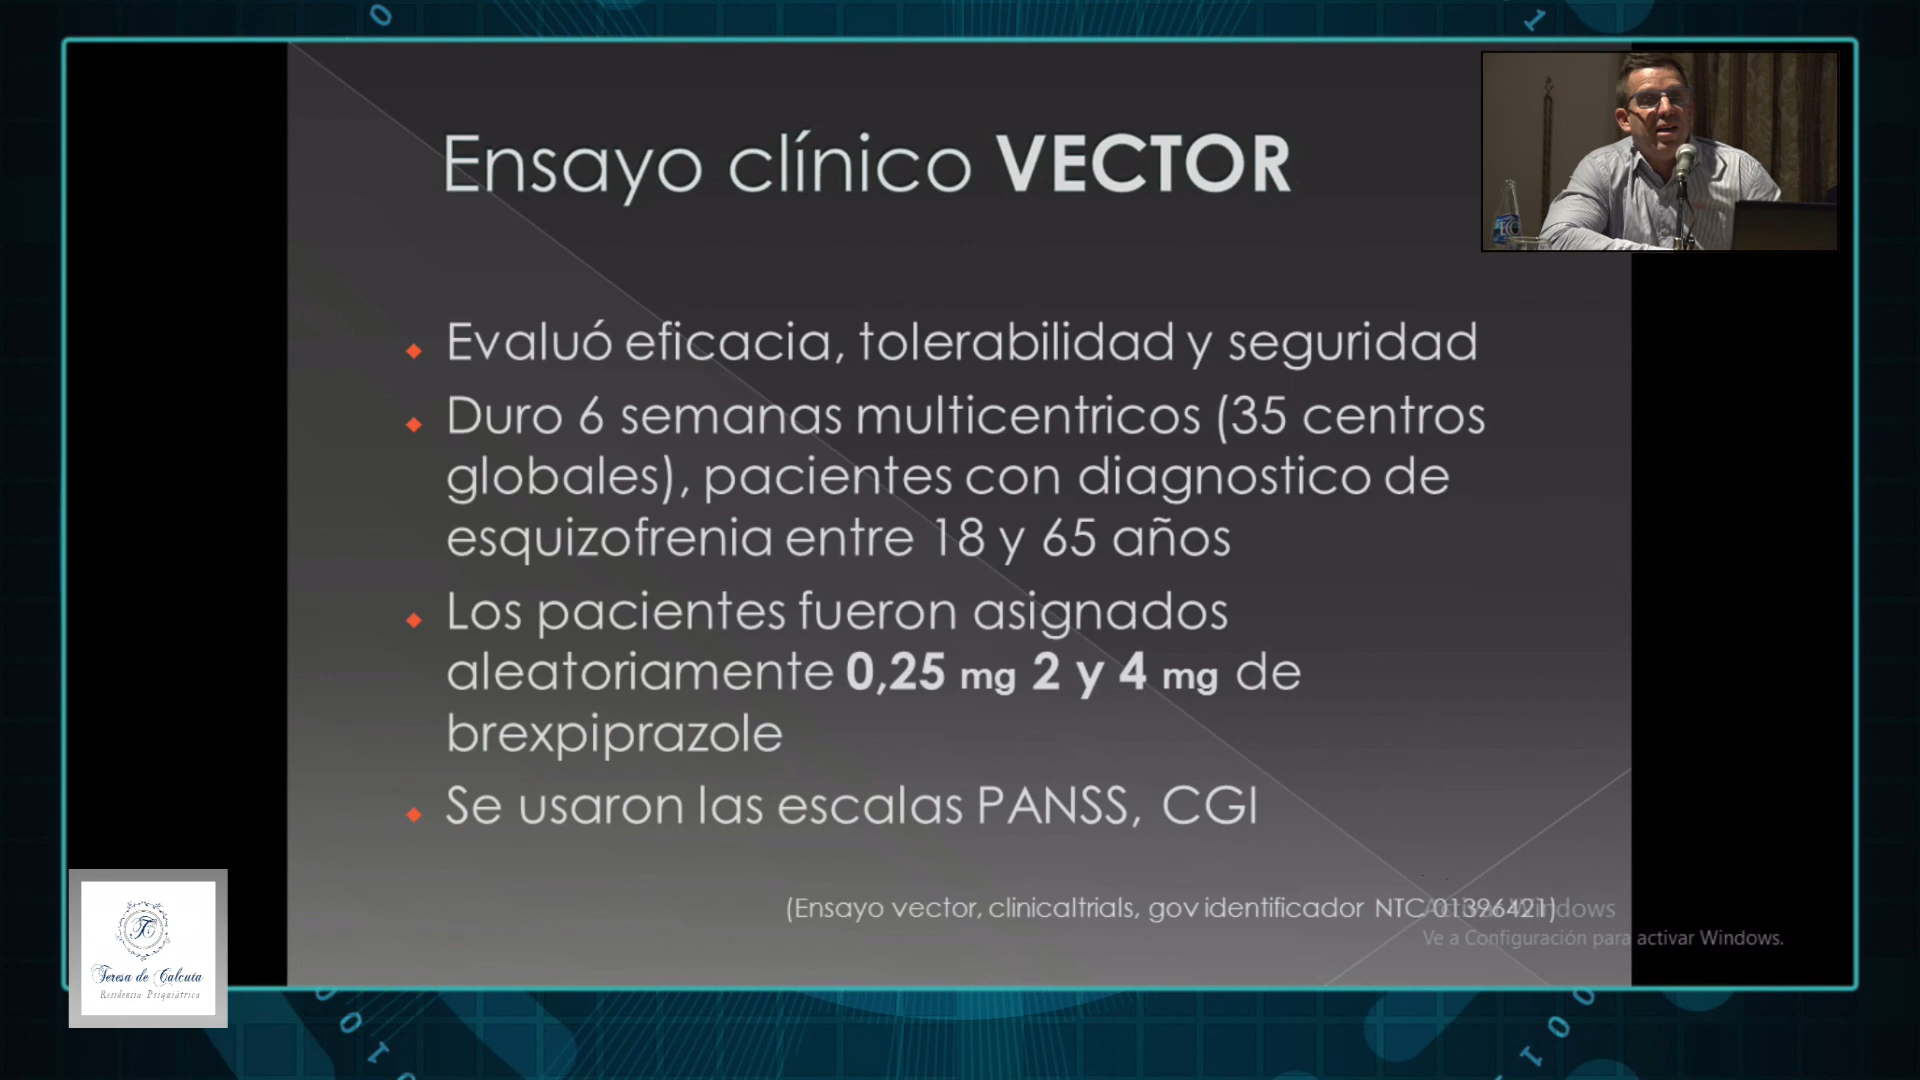 Ensayo clínico VECTOR
Evaluó eficacia, tolerabilidad y seguridad
Duro 6 semanas multicentricos (35 centros
globales), pacientes con diagnostico de
esquizofrenia entre 18 y 65 años
Los pacientes fueron asignados
aleatoriamente 0,25 mg 2 y 4 mg de
brexpiprazole
Se usaron las escalas PANSS, CGI
(Ensayo vector, clinicaltrials, gov identificador NTC 01396421)
Activar Windows
Ve a Configuración para activar Windows.
Teresa de Calcuta
Residencia Psiquiátrica